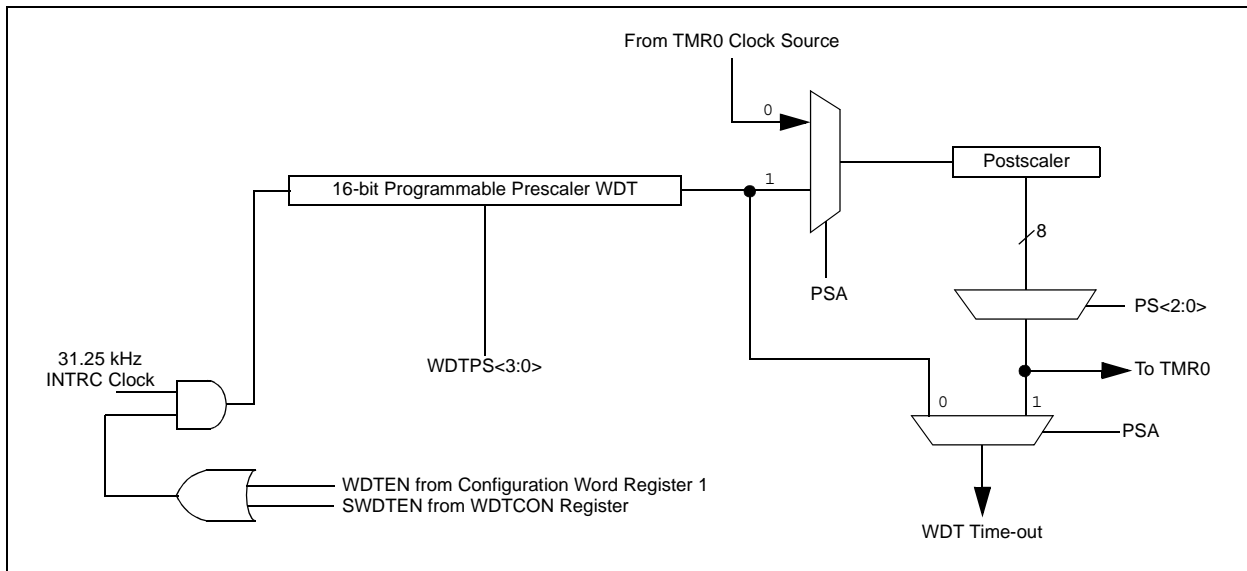 From TMR0 Clock Source
0
Postscaler
16-bit Programmable Prescaler WDT
1
8
PSA
PS<2:0>
31.25 kHz
INTRC Clock
WDTPS<3:0>
To TMR0
0
1
PSA
WDTEN from Configuration Word Register 1
SWDTEN from WDTCON Register
WDT Time-out